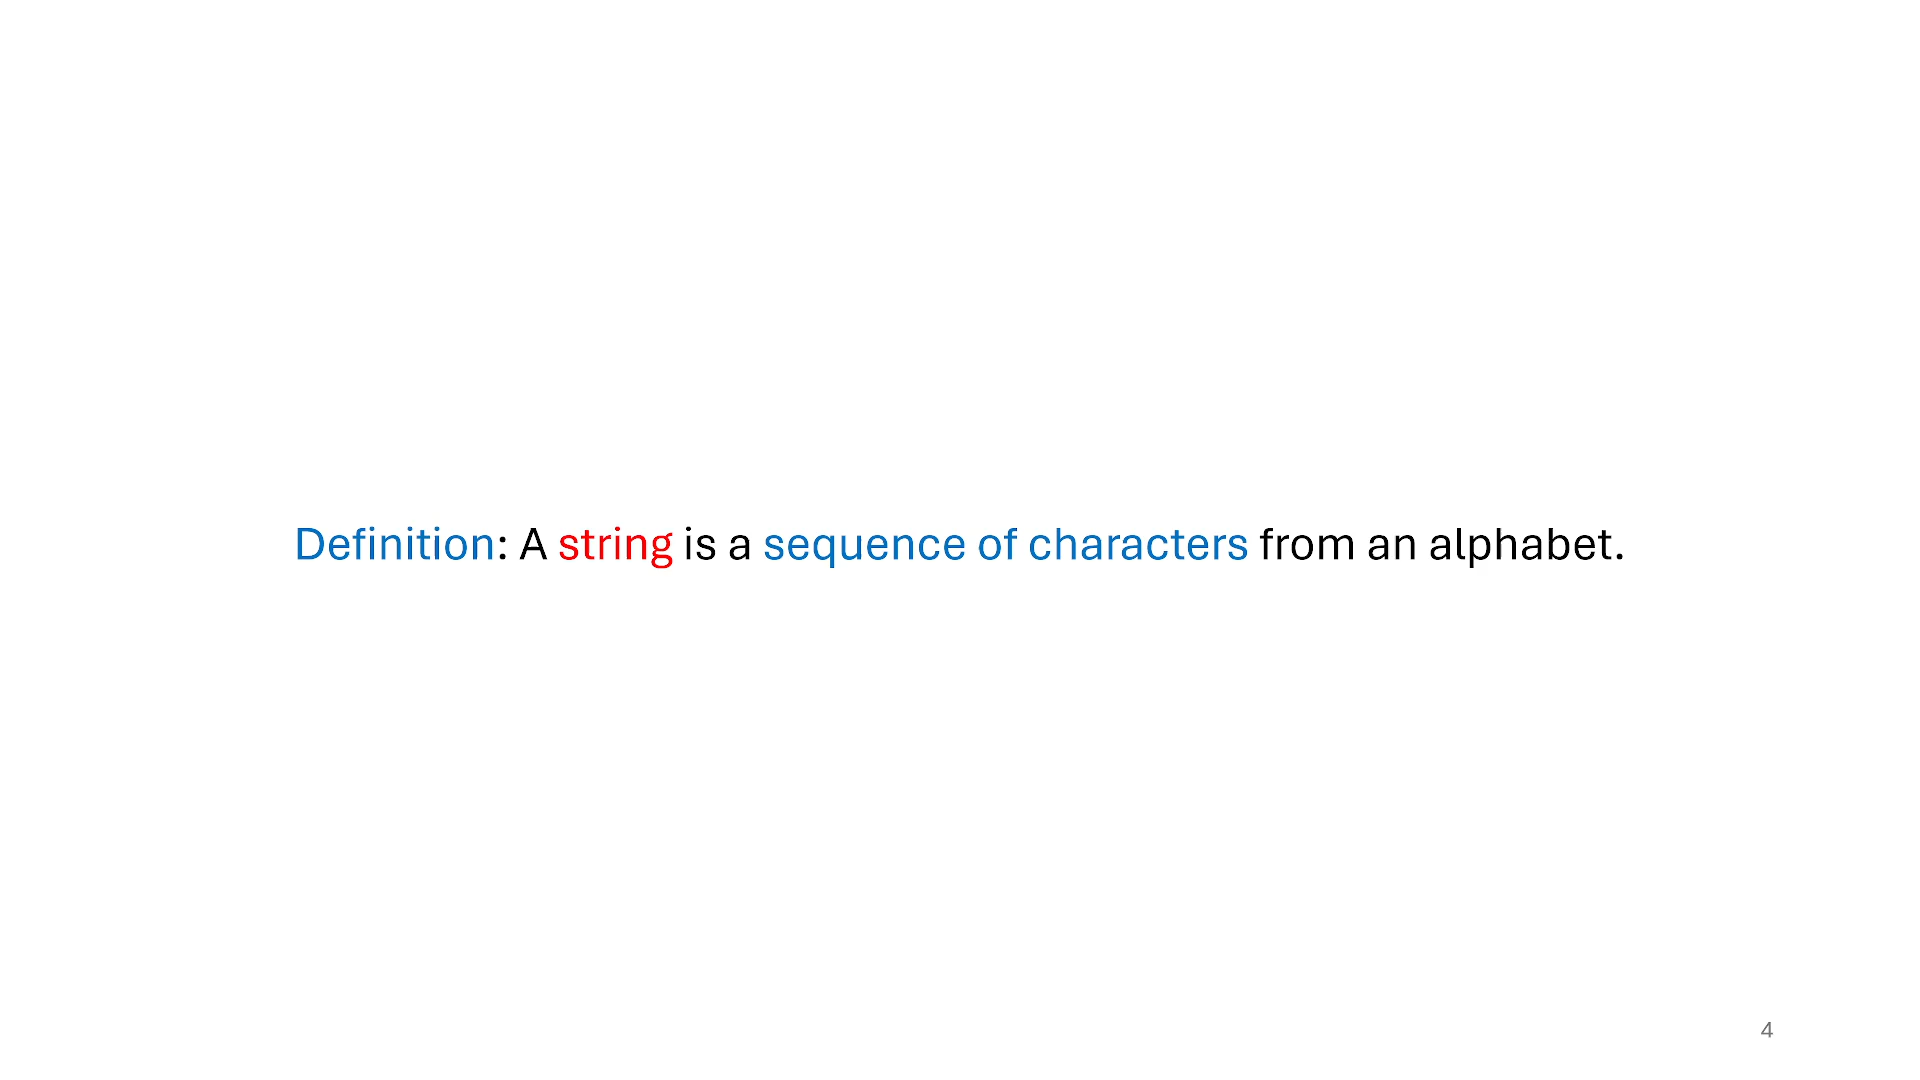 Definition: A string is a sequence of characters from an alphabet.
4